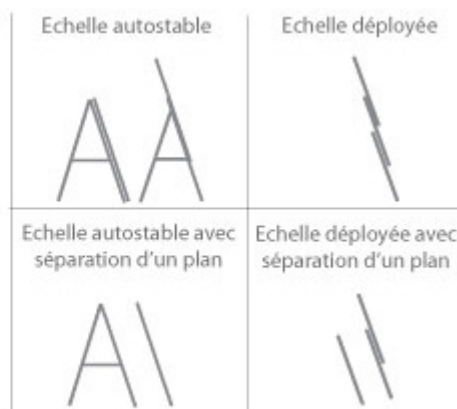 Echelle autostable
Echelle déployée
Echelle autostable avec
séparation d'un plan
Echelle déployée avec
séparation d'un plan